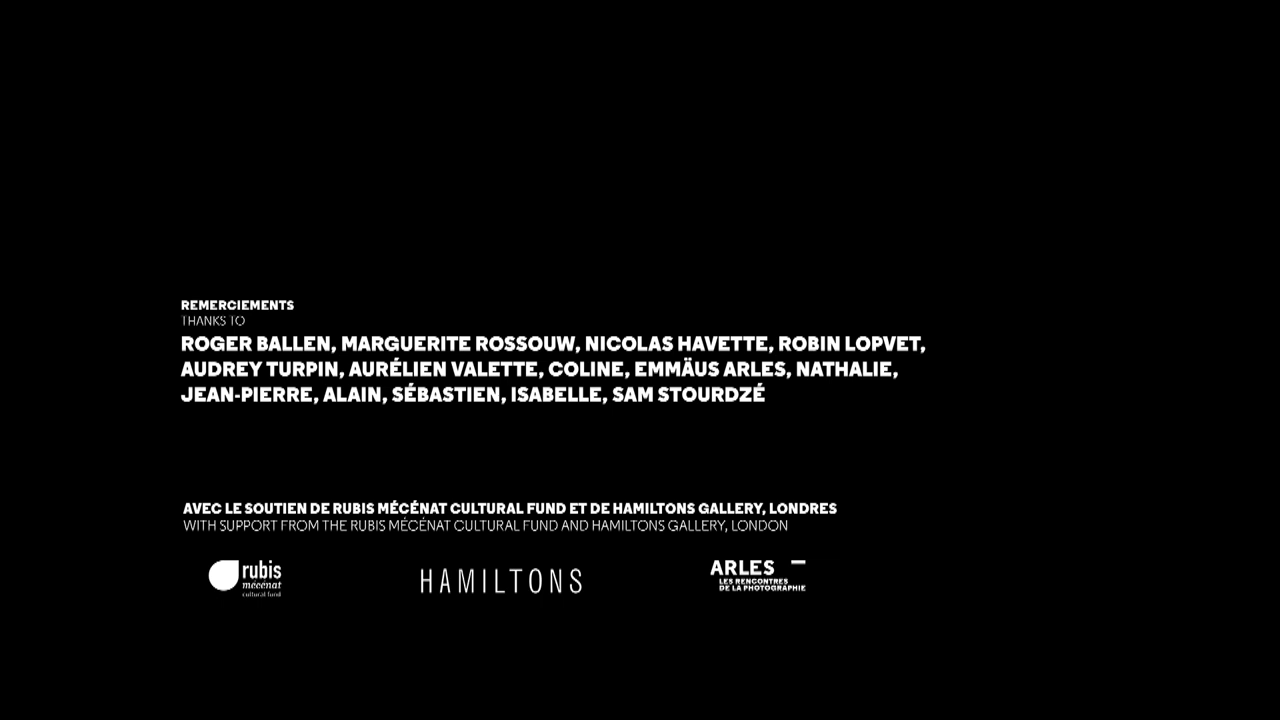 REMERCIEMENTS
THANKS TO
ROGER BALLEN, MARGUERITE ROSSOUW, NICOLAS HAVETTE, ROBIN LOPVET,
AUDREY TURPIN, AURÉLIEN VALETTE, COLINE, EMMÄUS ARLES, NATHALIE,
JEAN-PIERRE, ALAIN, SÉBASTIEN, ISABELLE, SAM STOURDZÉ
AVEC LE SOUTIEN DE RUBIS MÉCÉNAT CULTURAL FUND ET DE HAMILTONS GALLERY, LONDRES
WITH SUPPORT FROM THE RUBIS MÉCÉNAT CULTURAL FUND AND HAMILTONS GALLERY, LONDON
rubis
mécénat
cultural fund
HAMILTONS
ARLES
LES RENCONTRES
DE LA PHOTOGRAPHIE